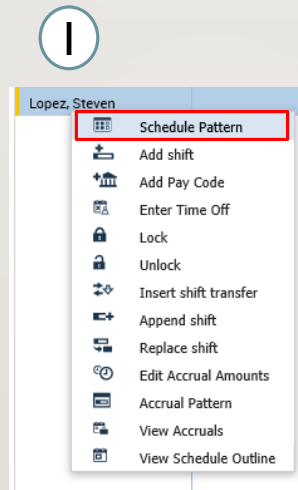 1
Lopez, Steven
Schedule Pattern
Add shift
Add Pay Code
Enter Time Off
Lock
Unlock
Insert shift transfer
Append shift
Replace shift
Edit Accrual Amounts
Accrual Pattern
View Accruals
View Schedule Outline